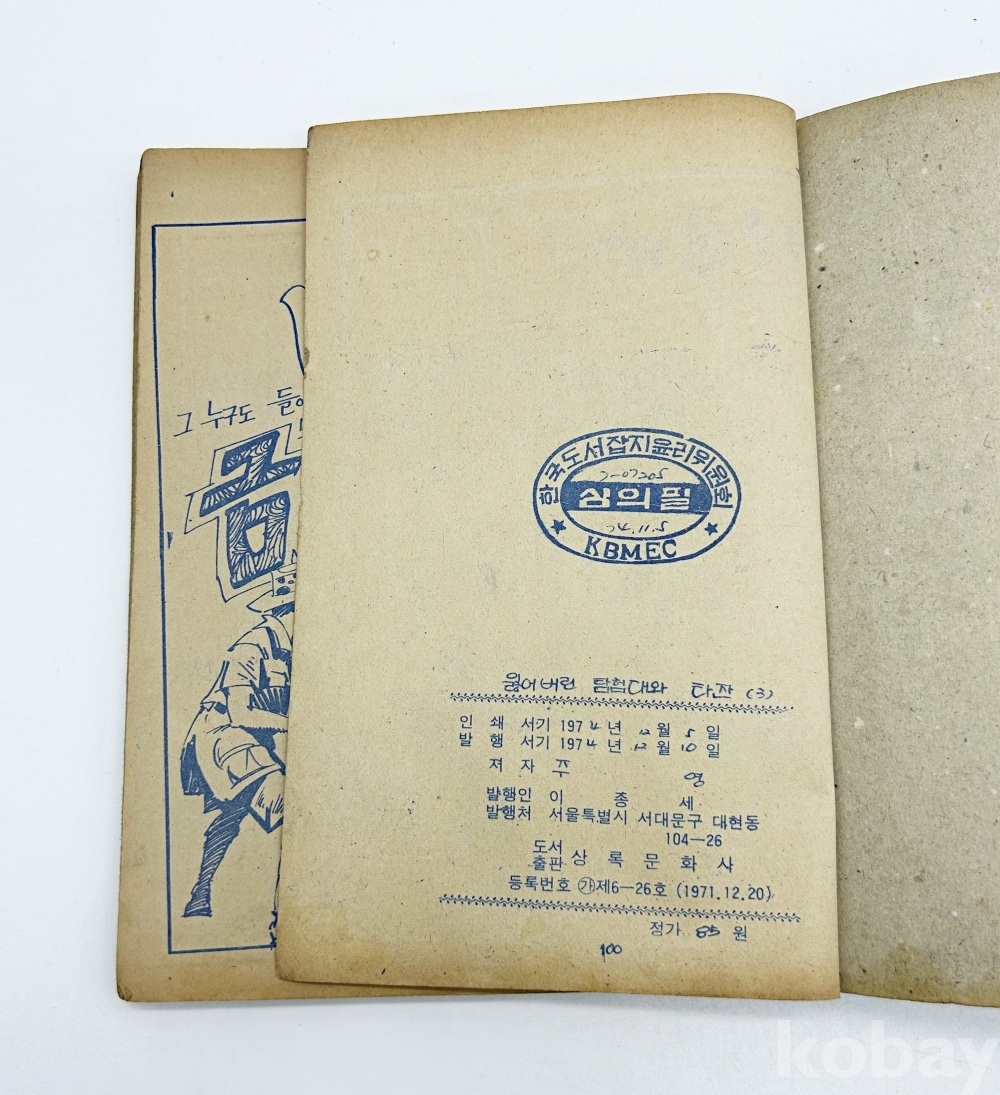 그 누구도
한국도서잡지윤리위원회
7-07205
심의필
74.11.5
KBMEC
잃어버린 탐험대와 타잔 (3)
인 쇄 서기 1974년 12월 5일
발 행 서기 1974년 12월 10일
저 자 주 영
발행인 이 종 세
발행처 서울특별시 서대문구 대현동
104-26
도서출판 상록문화사
등록번호 ㉮제6-26호 (1971.12.20)
정가 85 원
100
kobay